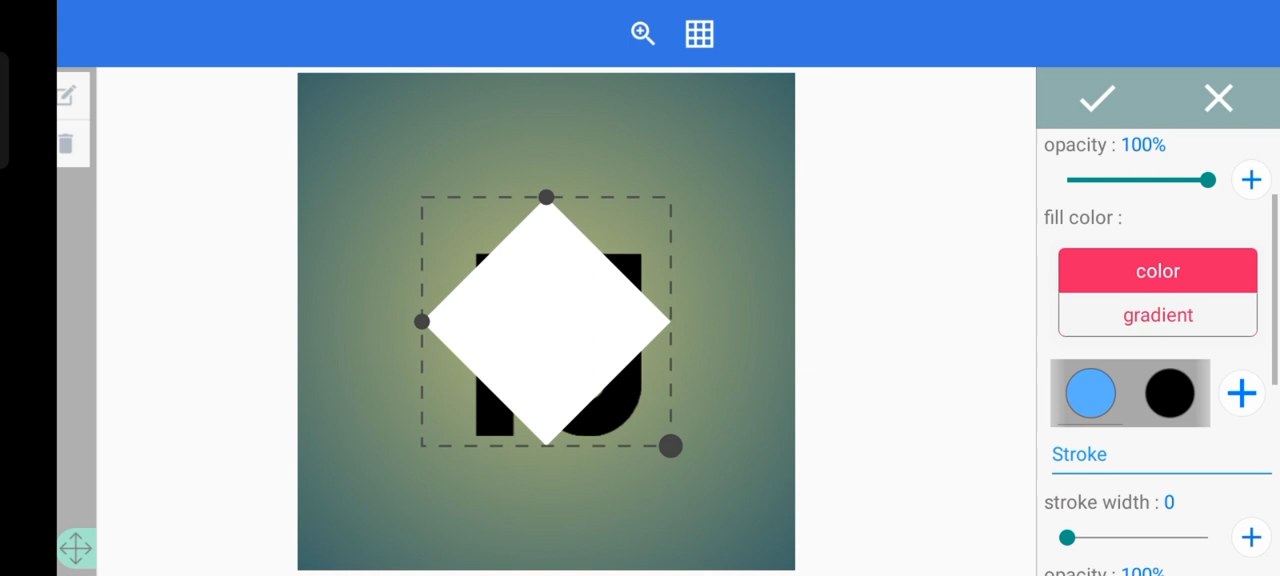 opacity : 100%
fill color :
color
gradient
Stroke
stroke width : 0
opacity : 100%